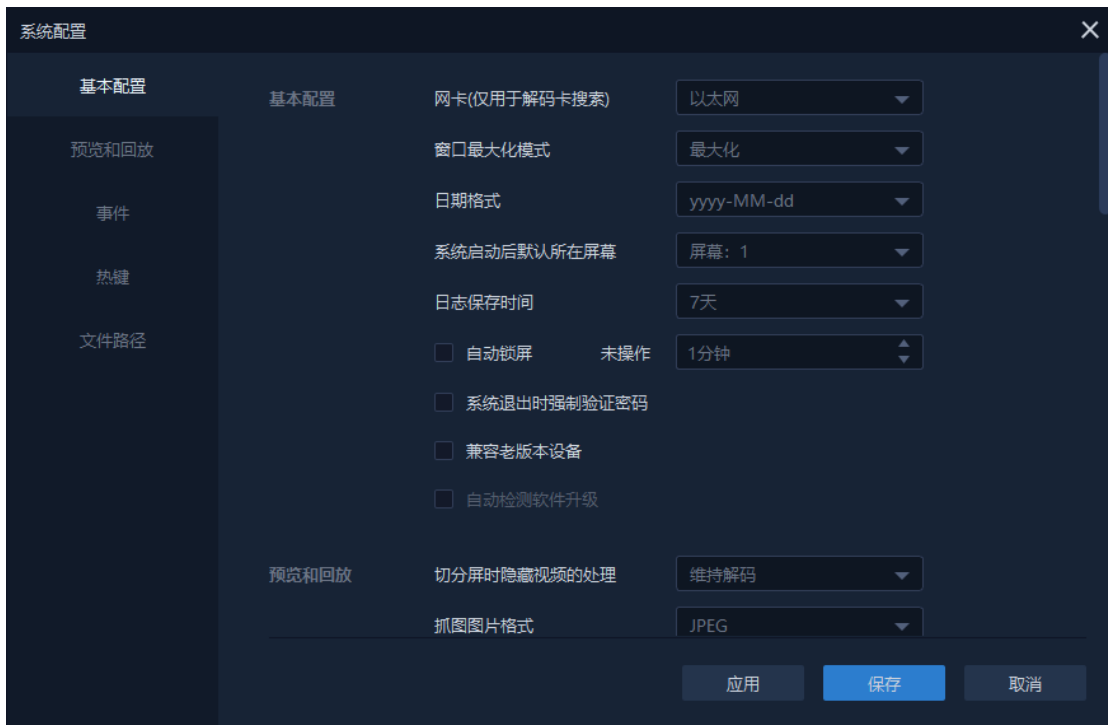 系统配置
基本配置
预览和回放
事件
热键
文件路径
基本配置
网卡(仅用于解码卡搜索) 以太网
窗口最大化模式 最大化
日期格式 yyyy-MM-dd
系统启动后默认所在屏幕 屏幕：1
日志保存时间 7天
自动锁屏 未操作 1分钟
系统退出时强制验证密码
兼容老版本设备
自动检测软件升级
预览和回放
切分屏时隐藏视频的处理 维持解码
抓图图片格式 JPEG
应用 保存 取消